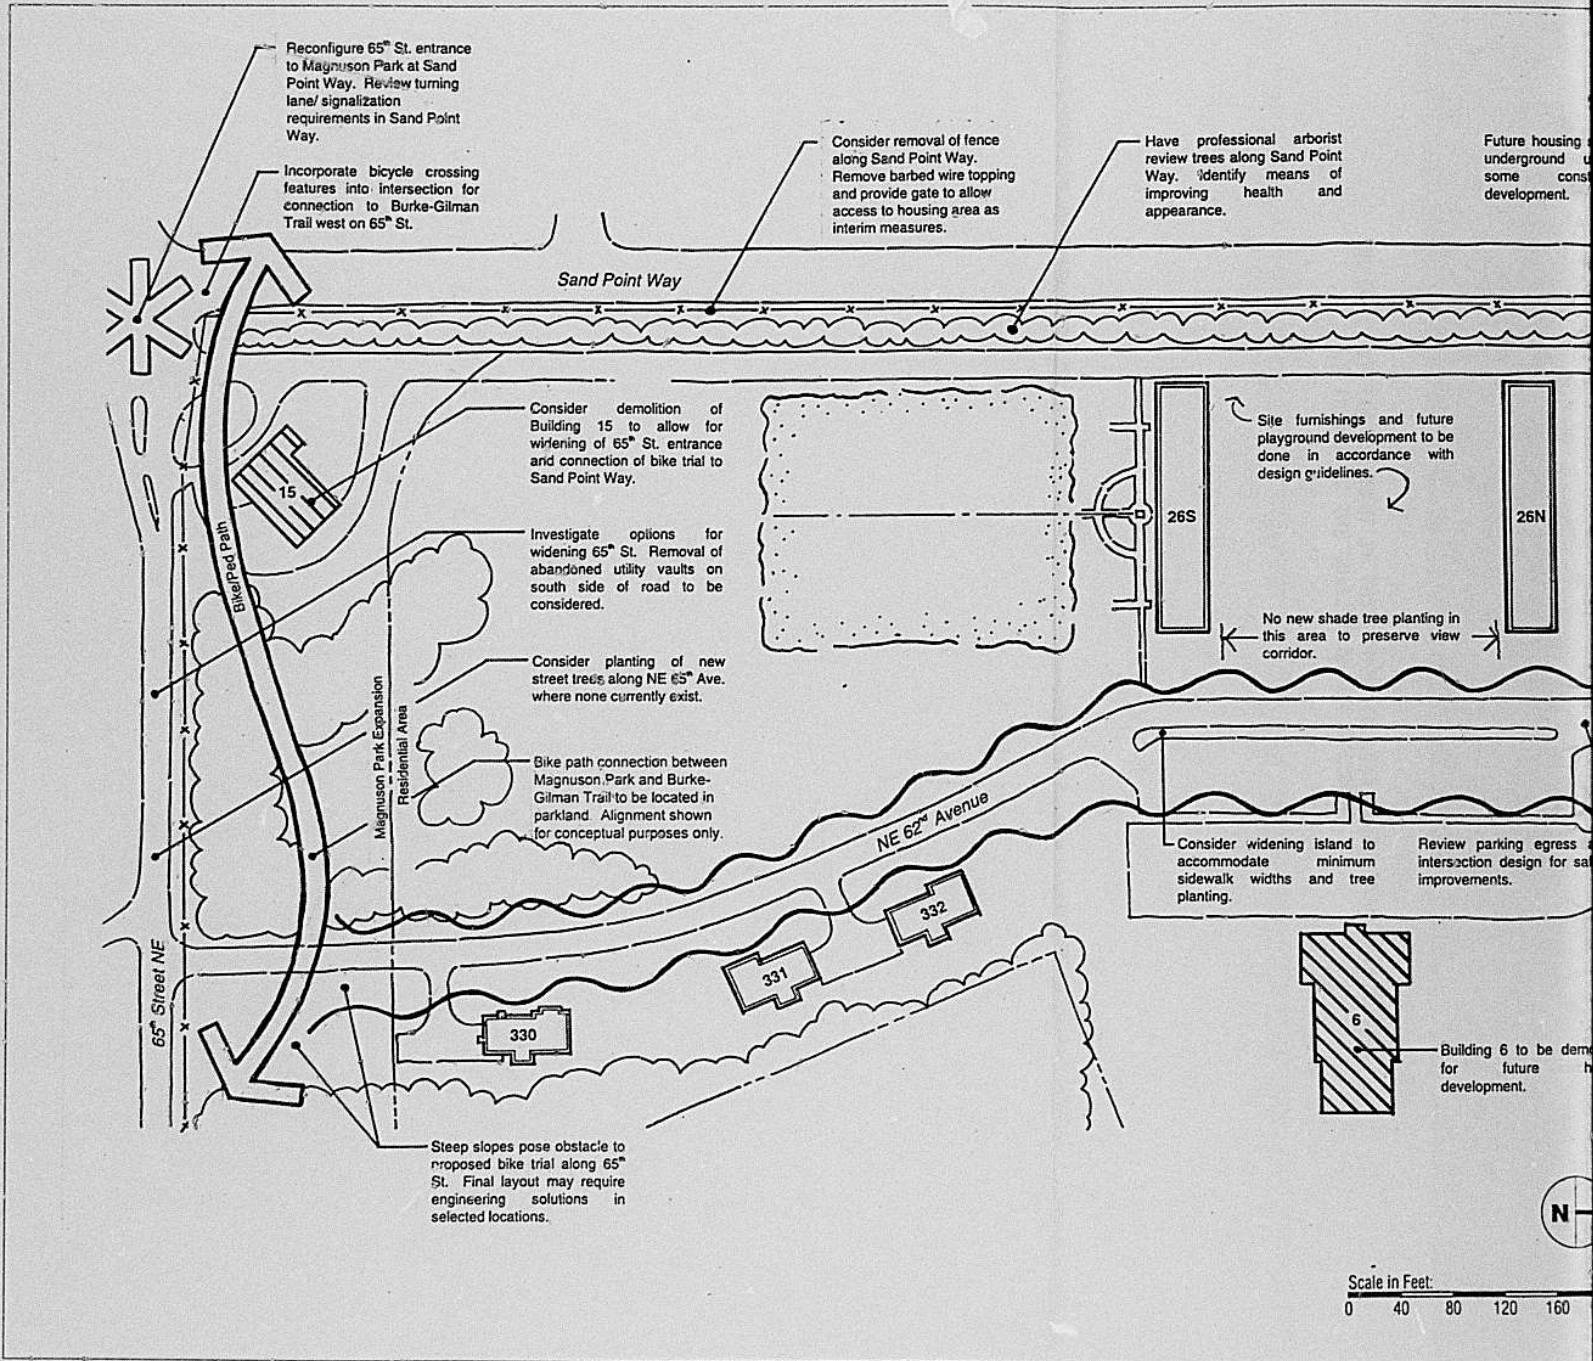 Reconfigure 65th St. entrance
to Magnuson Park at Sand
Point Way. Review turning
lane/ signalization
requirements in Sand Point
Way.
Incorporate bicycle crossing
features into intersection for
connection to Burke-Gilman
Trail west on 65th St.
Consider removal of fence
along Sand Point Way.
Remove barbed wire topping
and provide gate to allow
access to housing area as
interim measures.
Have professional arborist
review trees along Sand Point
Way. Identify means of
improving health and
appearance.
Future housing
underground
some
development.
Sand Point Way
Consider demolition of
Building 15 to allow for
widening of 65th St. entrance
and connection of bike trial to
Sand Point Way.
15
Investigate options for
widening 65th St. Removal of
abandoned utility vaults on
south side of road to be
considered.
Bike/Ped Path
Consider planting of new
street trees along NE 65th Ave.
where none currently exist.
Magnuson Park Expansion
Residential Area
Bike path connection between
Magnuson Park and Burke-
Gilman Trail to be located in
parkland. Alignment shown
for conceptual purposes only.
26S
Site furnishings and future
playground development to be
done in accordance with
design guidelines.
26N
No new shade tree planting in
this area to preserve view
corridor.
NE 62nd Avenue
Consider widening island to
accommodate minimum
sidewalk widths and tree
planting.
Review parking egress
intersection design for
improvements.
332
331
330
65th Street NE
6
Building 6 to be
for future
development.
Steep slopes pose obstacle to
proposed bike trial along 65th
St. Final layout may require
engineering solutions in
selected locations.
N
Scale in Feet:
0 40 80 120 160